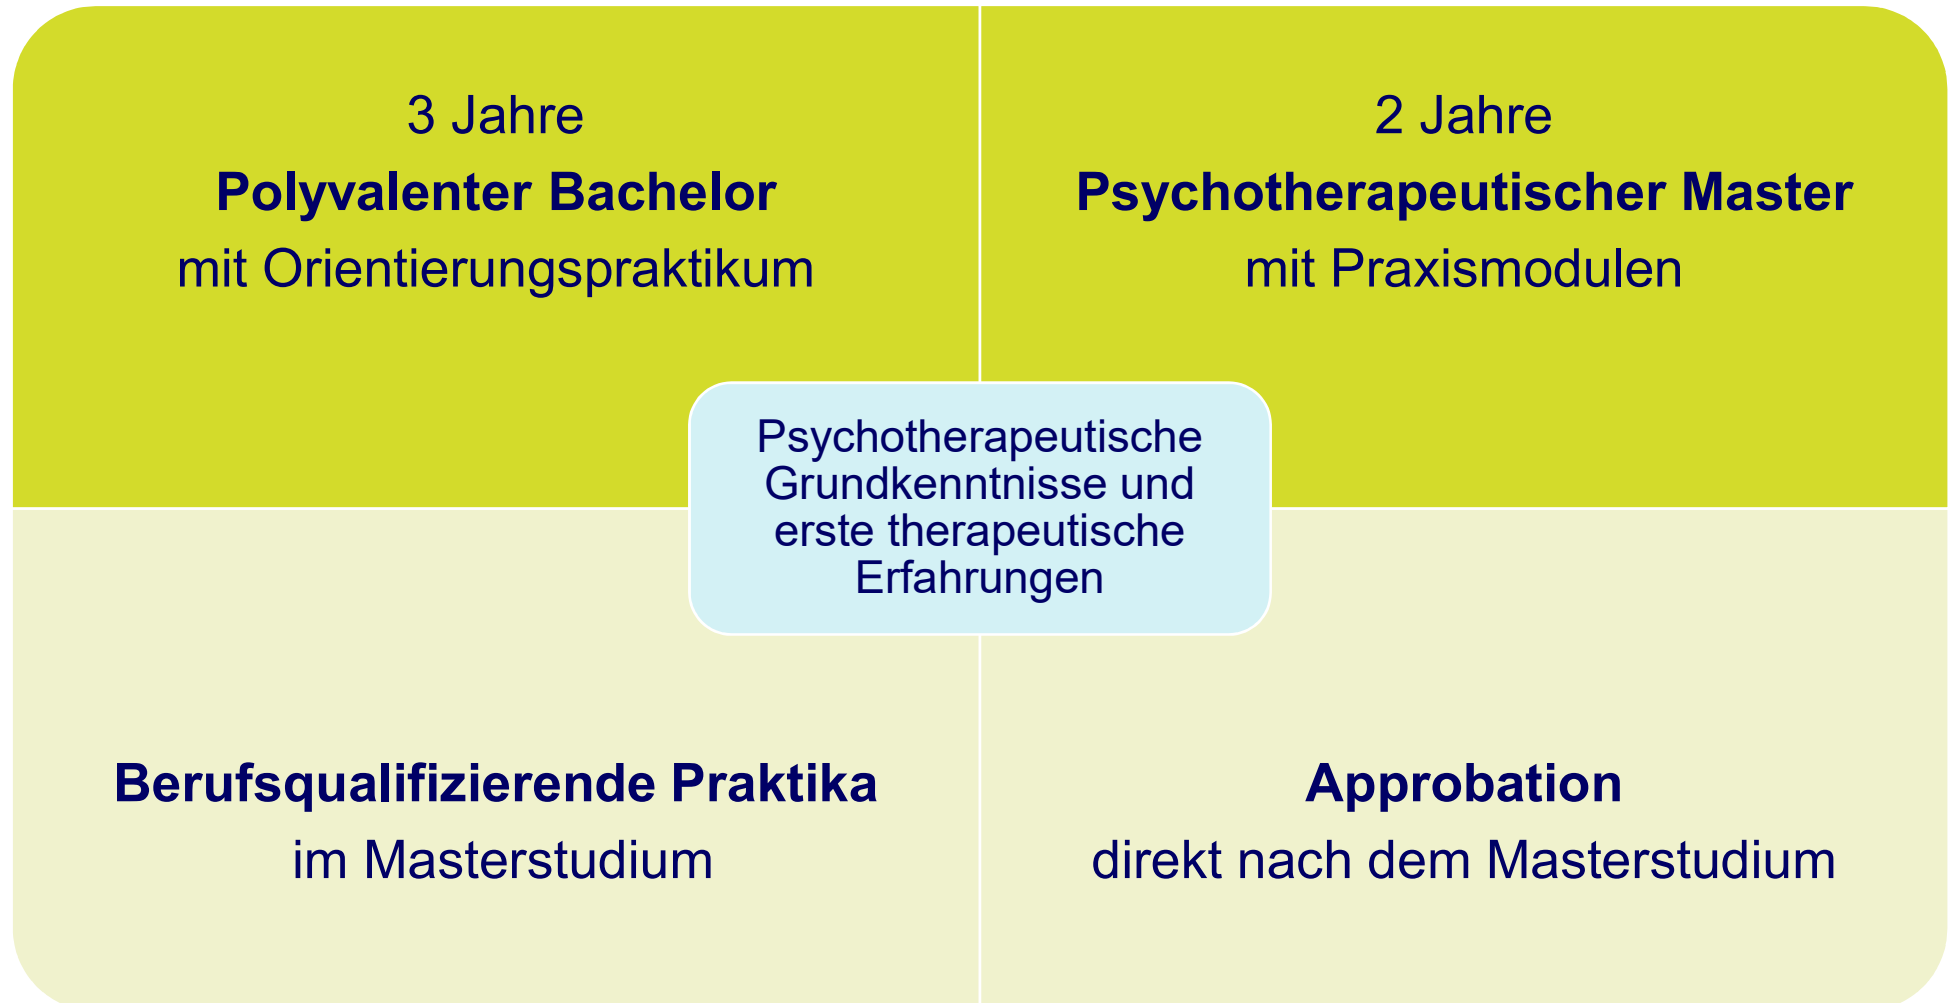 3 Jahre
Polyvalenter Bachelor
mit Orientierungspraktikum
2 Jahre
Psychotherapeutischer Master
mit Praxismodulen
Psychotherapeutische
Grundkenntnisse und
erste therapeutische
Erfahrungen
Berufsqualifizierende Praktika
im Masterstudium
Approbation
direkt nach dem Masterstudium